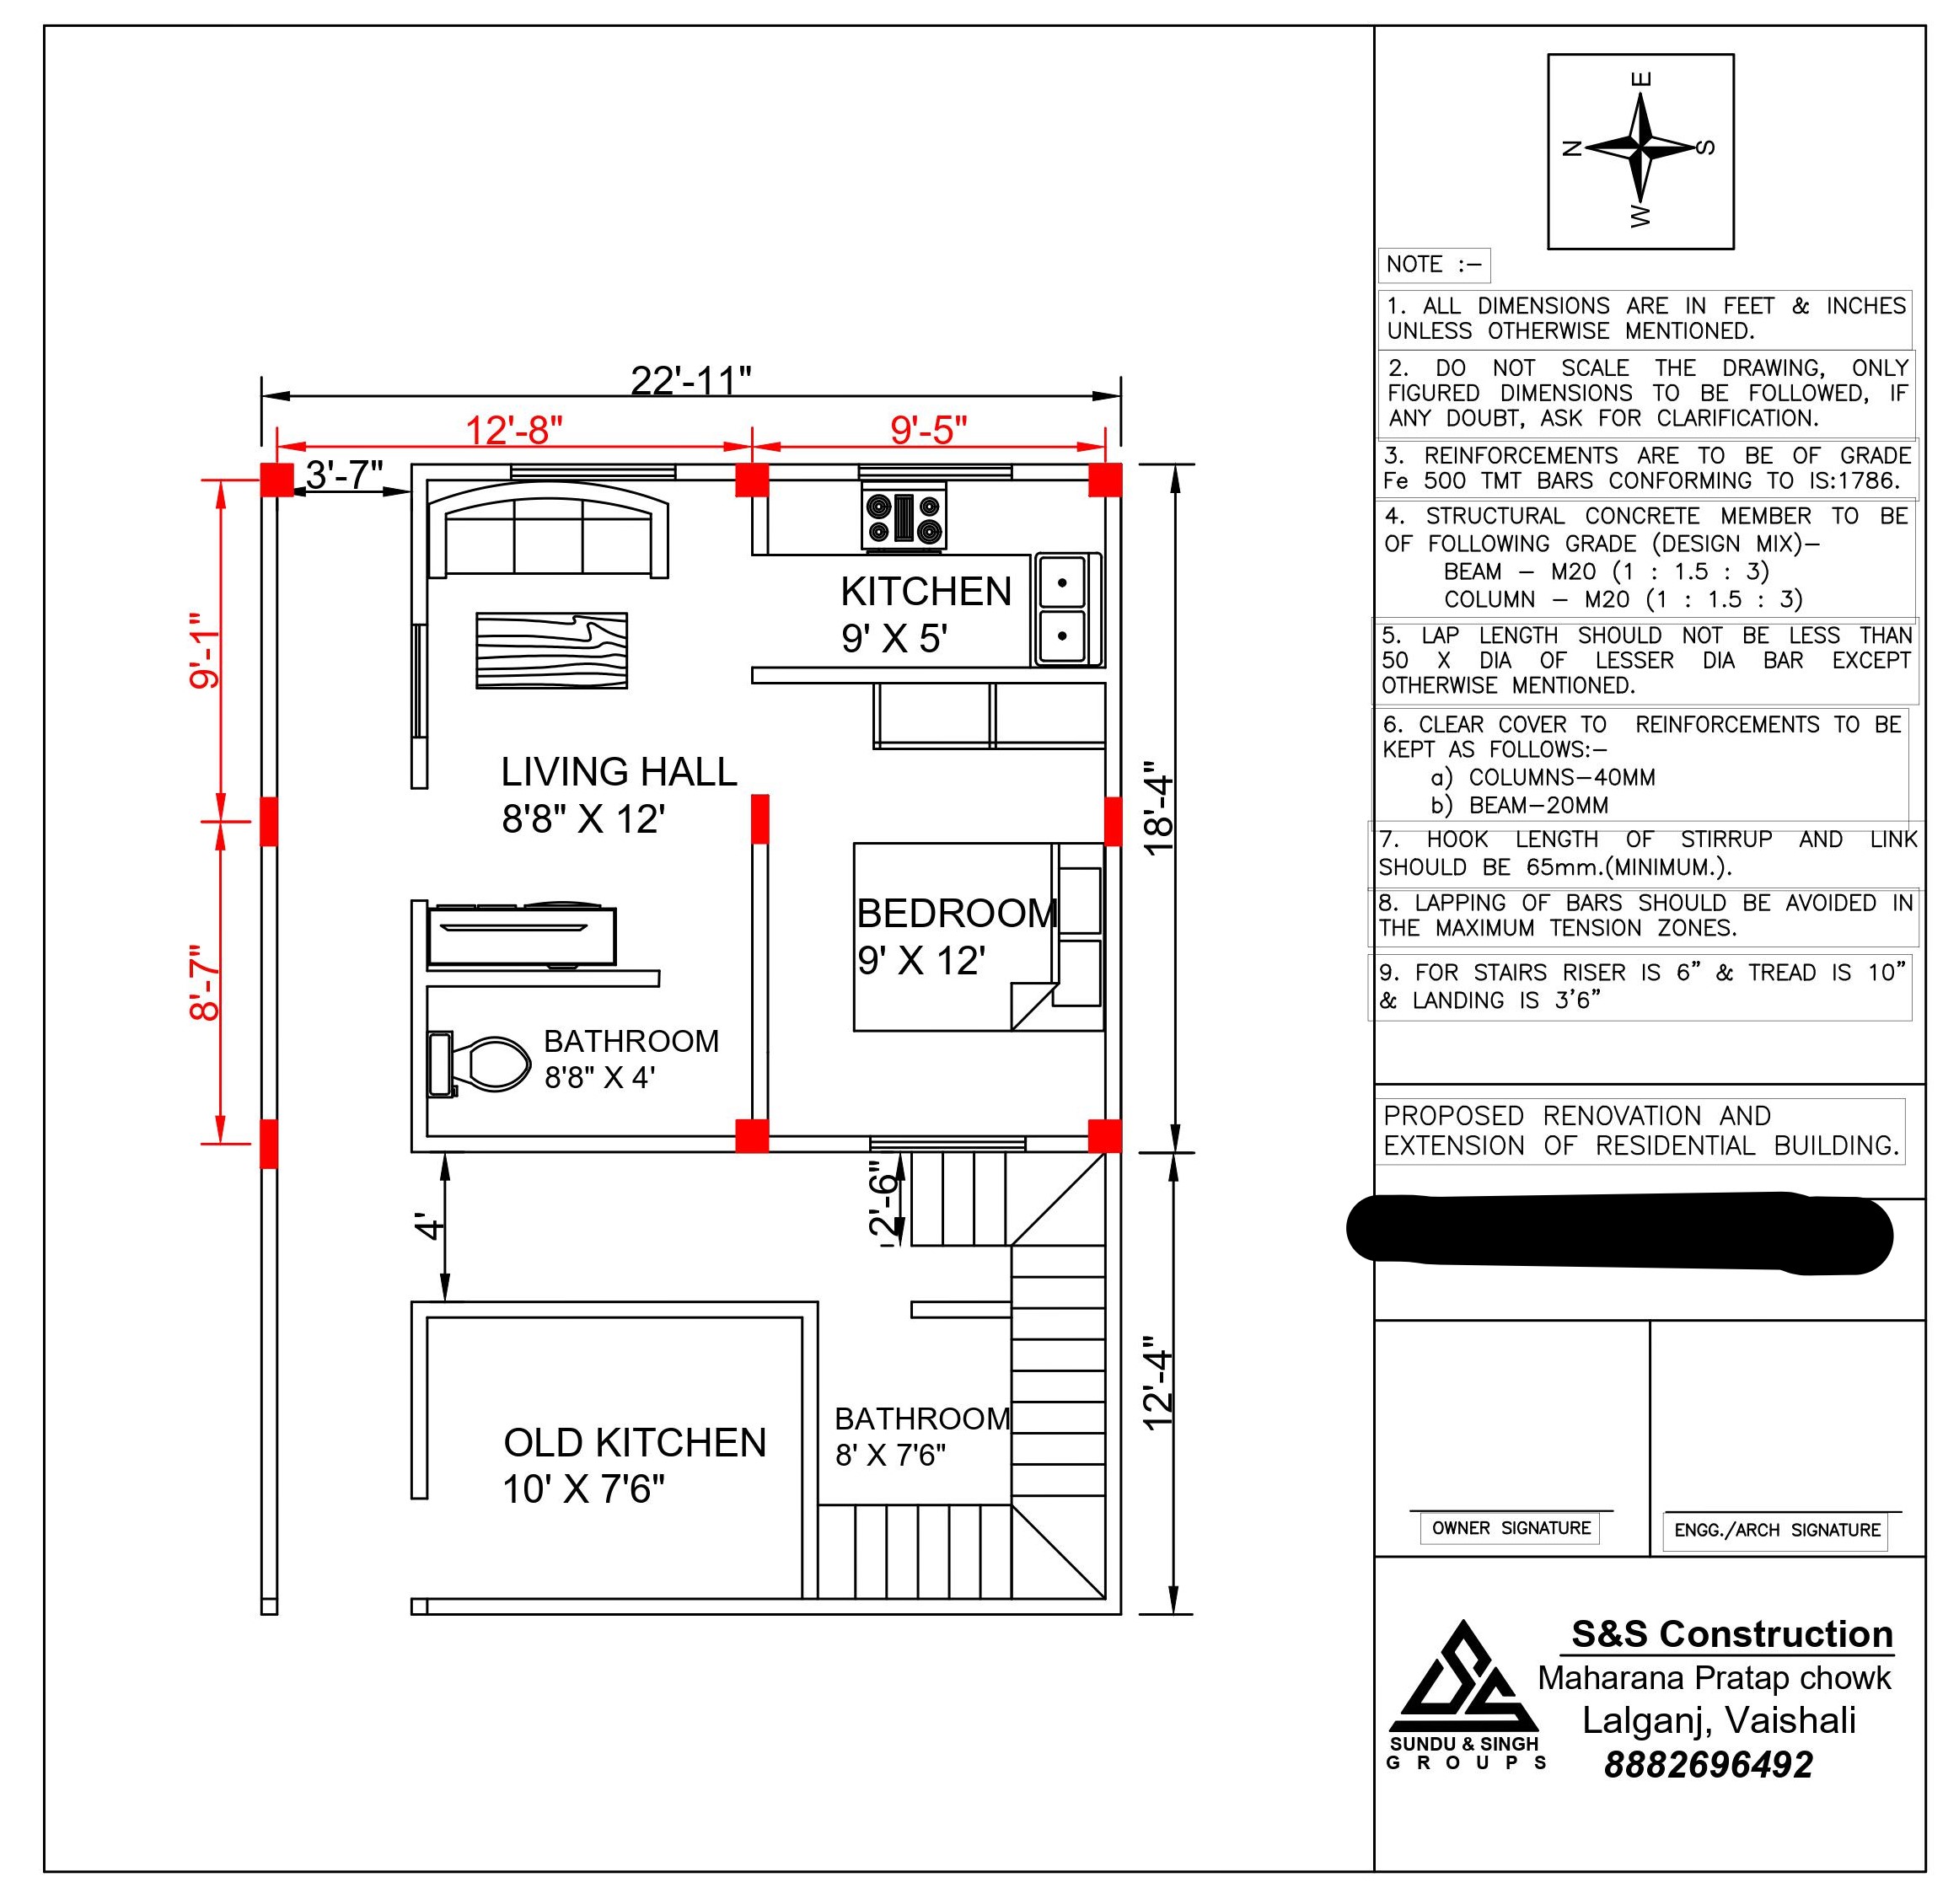 22'-11"
12'-8"
9'-5"
3'-7"
9'-1"
8'-7"
KITCHEN
9' X 5'
LIVING HALL
8'8" X 12'
18'-4"
BEDROOM
9' X 12'
BATHROOM
8'8" X 4'
4'
2'-6"
12'-4"
OLD KITCHEN
10' X 7'6"
BATHROOM
8' X 7'6"
E
N
S
W
NOTE :-
1. ALL DIMENSIONS ARE IN FEET & INCHES
UNLESS OTHERWISE MENTIONED.
2. DO NOT SCALE THE DRAWING, ONLY
FIGURED DIMENSIONS TO BE FOLLOWED, IF
ANY DOUBT, ASK FOR CLARIFICATION.
3. REINFORCEMENTS ARE TO BE OF GRADE
Fe 500 TMT BARS CONFORMING TO IS:1786.
4. STRUCTURAL CONCRETE MEMBER TO BE
OF FOLLOWING GRADE (DESIGN MIX)-
BEAM - M20 (1 : 1.5 : 3)
COLUMN - M20 (1 : 1.5 : 3)
5. LAP LENGTH SHOULD NOT BE LESS THAN
50 X DIA OF LESSER DIA BAR EXCEPT
OTHERWISE MENTIONED.
6. CLEAR COVER TO REINFORCEMENTS TO BE
KEPT AS FOLLOWS:-
a) COLUMNS-40MM
b) BEAM-20MM
7. HOOK LENGTH OF STIRRUP AND LINK
SHOULD BE 65mm.(MINIMUM.).
8. LAPPING OF BARS SHOULD BE AVOIDED IN
THE MAXIMUM TENSION ZONES.
9. FOR STAIRS RISER IS 6" & TREAD IS 10"
& LANDING IS 3'6"
PROPOSED RENOVATION AND
EXTENSION OF RESIDENTIAL BUILDING.
OWNER SIGNATURE
ENGG./ARCH SIGNATURE
SUNDU & SINGH
GROUPS
S&S Construction
Maharana Pratap chowk
Lalganj, Vaishali
8882696492